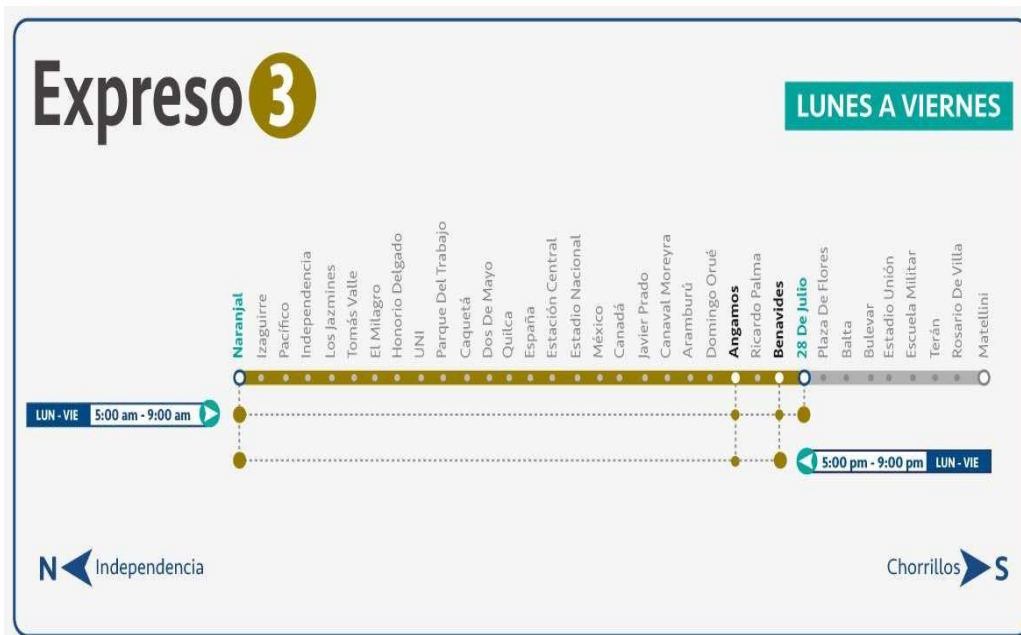 Expreso 3
LUNES A VIERNES
Naranjal
Izaguirre
Pacífico
Independencia
Los Jazmines
Tomás Valle
El Milagro
Honorio Delgado
UNI
Parque Del Trabajo
Caquetá
Dos De Mayo
Quilca
España
Estación Central
Estadio Nacional
México
Canadá
Javier Prado
Canaval Moreyra
Aramburú
Domingo Orué
Angamos
Ricardo Palma
Benavides
28 De Julio
Plaza De Flores
Balta
Bulevar
Estadio Unión
Escuela Militar
Terán
Rosario De Villa
Matellini
LUN - VIE 5:00 am - 9:00 am
5:00 pm - 9:00 pm LUN - VIE
N Independencia
Chorrillos S